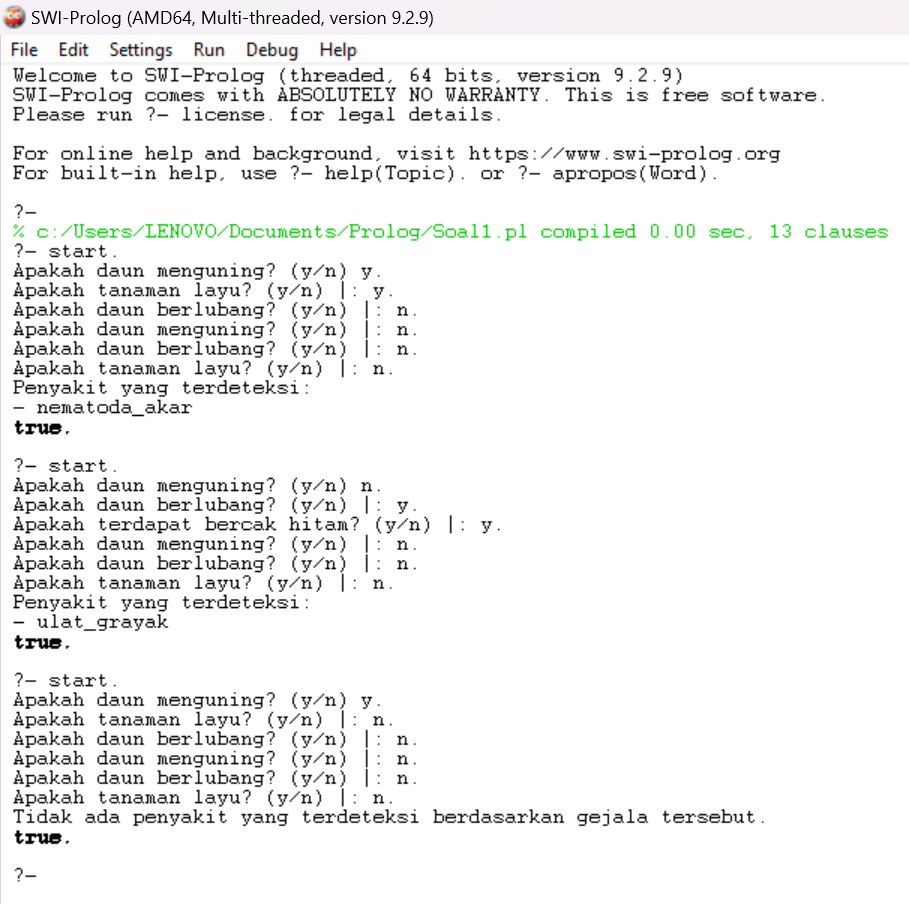 SWI-Prolog (AMD64, Multi-threaded, version 9.2.9)
File Edit Settings Run Debug Help
Welcome to SWI-Prolog (threaded, 64 bits, version 9.2.9)
SWI-Prolog comes with ABSOLUTELY NO WARRANTY. This is free software.
Please run ?- license. for legal details.
For online help and background, visit https://www.swi-prolog.org
For built-in help, use ?- help(Topic). or ?- apropos(Word).
?-
% c:/Users/LENOVO/Documents/Prolog/Soal1.pl compiled 0.00 sec, 13 clauses
?- start.
Apakah daun menguning? (y/n) y.
Apakah tanaman layu? (y/n) |: y.
Apakah daun berlubang? (y/n) |: n.
Apakah daun menguning? (y/n) |: n.
Apakah daun berlubang? (y/n) |: n.
Apakah tanaman layu? (y/n) |: n.
Penyakit yang terdeteksi:
- nematoda_akar
true.
?- start.
Apakah daun menguning? (y/n) n.
Apakah daun berlubang? (y/n) |: y.
Apakah terdapat bercak hitam? (y/n) |: y.
Apakah daun menguning? (y/n) |: n.
Apakah daun berlubang? (y/n) |: n.
Apakah tanaman layu? (y/n) |: n.
Penyakit yang terdeteksi:
- ulat_grayak
true.
?- start.
Apakah daun menguning? (y/n) y.
Apakah tanaman layu? (y/n) |: n.
Apakah daun berlubang? (y/n) |: n.
Apakah daun menguning? (y/n) |: n.
Apakah daun berlubang? (y/n) |: n.
Apakah tanaman layu? (y/n) |: n.
Tidak ada penyakit yang terdeteksi berdasarkan gejala tersebut.
true.
?-